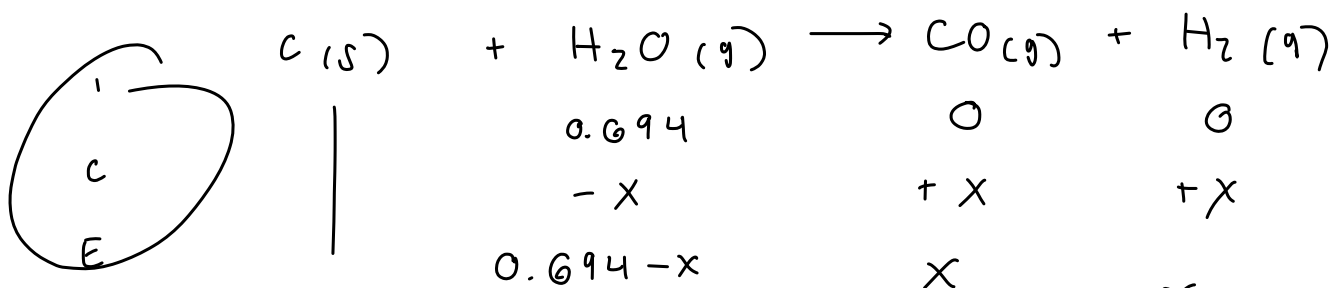 C (s) + H₂O (g) → CO (g) + H₂ (g)
I 0.694 0 0
C - x + x + x
E 0.694 - x x